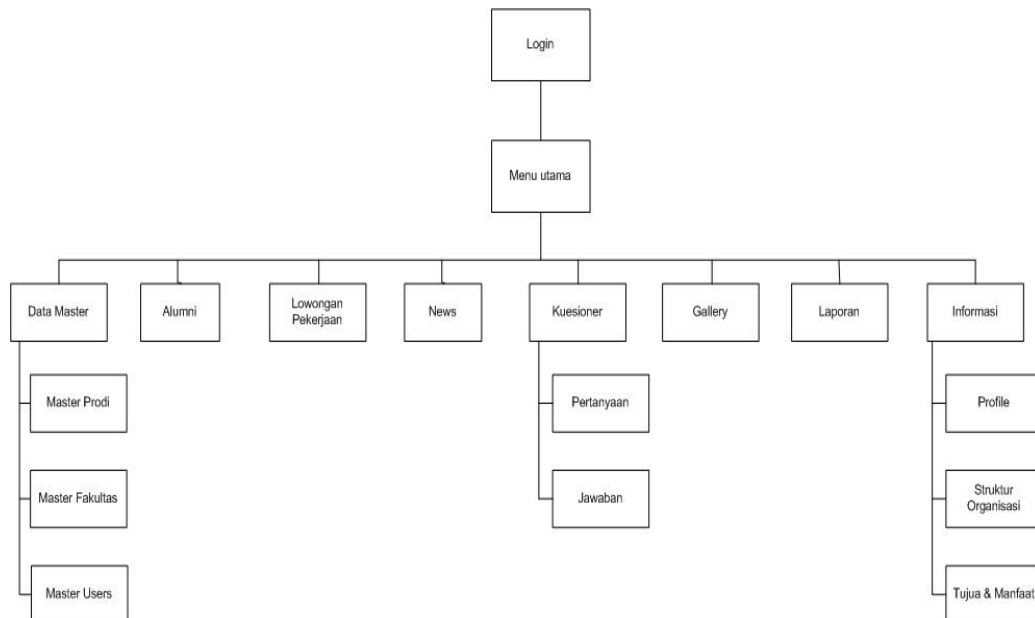 Login
Menu utama
Data Master
Alumni
Lowongan
Pekerjaan
News
Kuesioner
Gallery
Laporan
Informasi
Master Prodi
Pertanyaan
Profile
Master Fakultas
Jawaban
Struktur
Organisasi
Master Users
Tujua & Manfaat